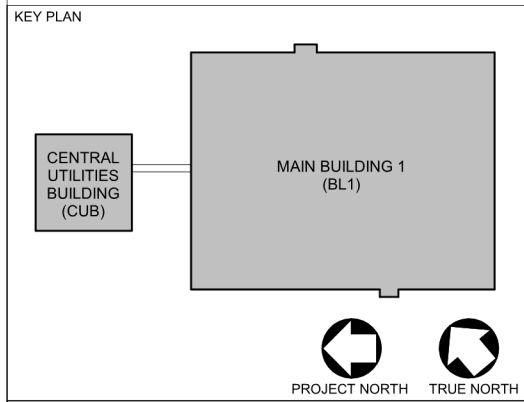 KEY PLAN
CENTRAL
UTILITIES
BUILDING
(CUB)
MAIN BUILDING 1
(BL1)
PROJECT NORTH
TRUE NORTH